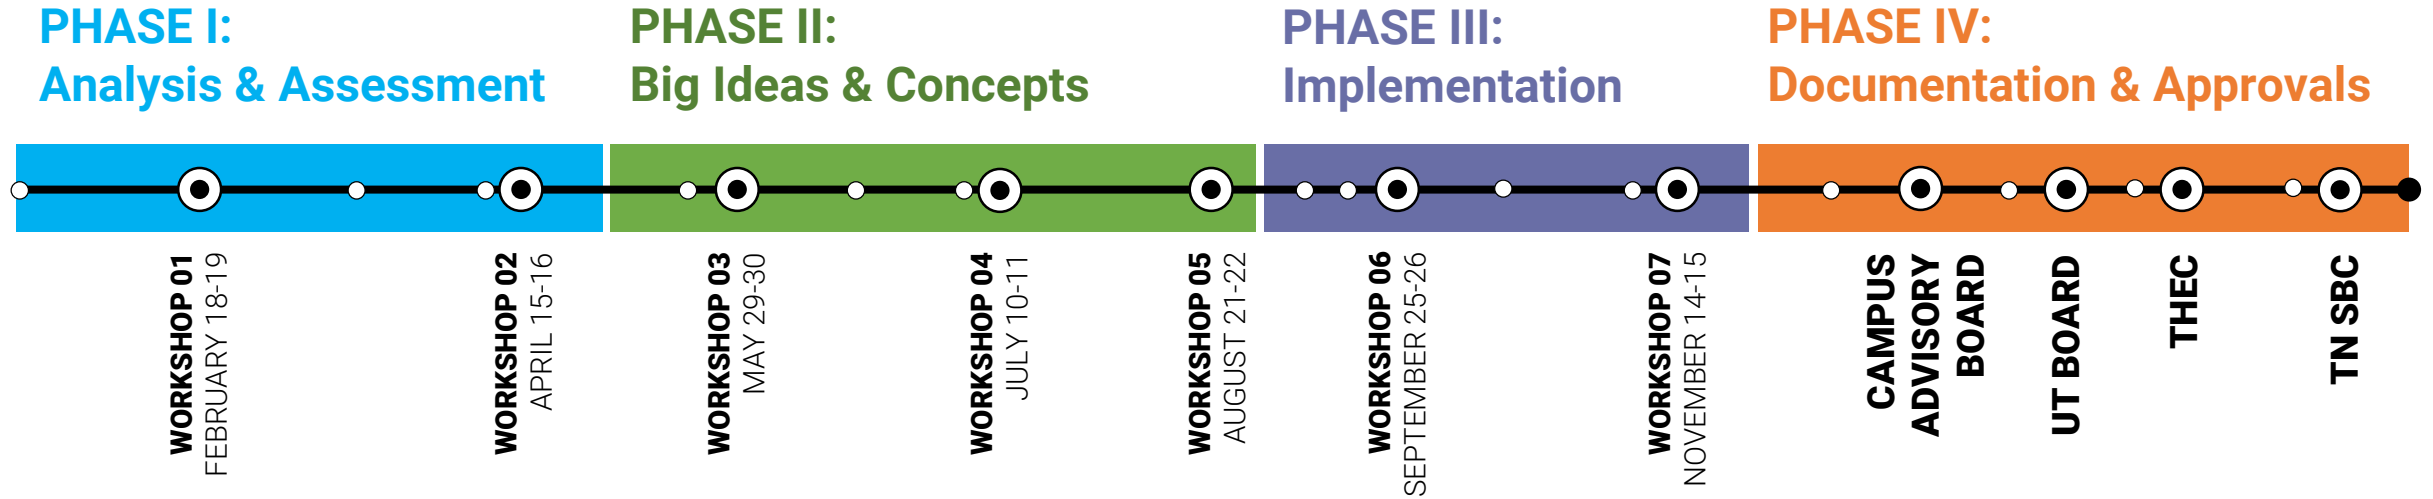 PHASE I:
Analysis & Assessment
PHASE II:
Big Ideas & Concepts
PHASE III:
Implementation
PHASE IV:
Documentation & Approvals
WORKSHOP 01
FEBRUARY 18-19
WORKSHOP 02
APRIL 15-16
WORKSHOP 03
MAY 29-30
WORKSHOP 04
JULY 10-11
WORKSHOP 05
AUGUST 21-22
WORKSHOP 06
SEPTEMBER 25-26
WORKSHOP 07
NOVEMBER 14-15
CAMPUS
ADVISORY
BOARD
UT BOARD
THEC
TN SBC